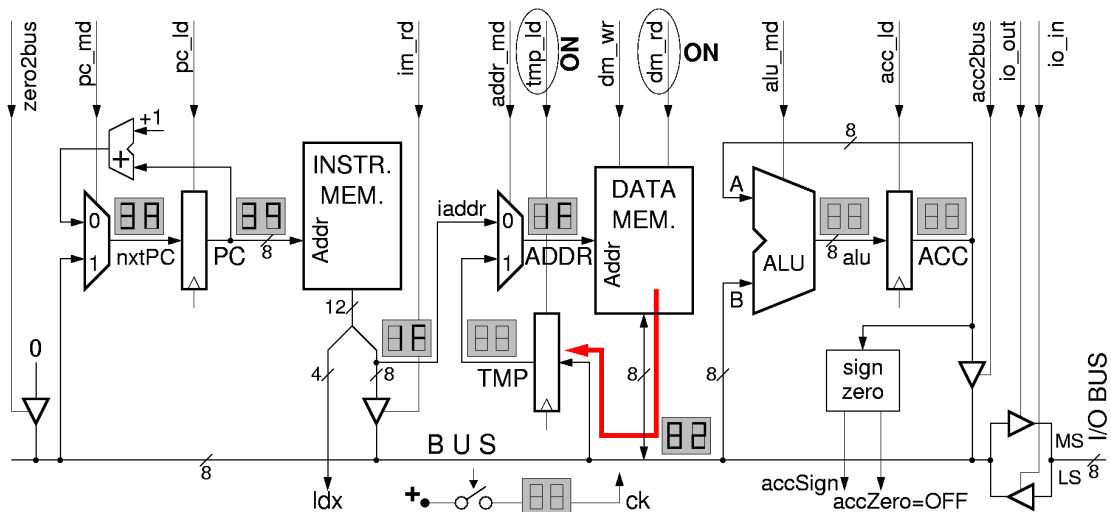 zero2bus
pc_md
pc_ld
im_rd
addr_md
tmp_ld
ON
dm_wr
dm_rd
ON
alu_md
acc_ld
acc2bus
io_out
io_in
+1
+
INSTR.
MEM.
Addr
DATA
MEM.
Addr
8
A
B
ALU
0
1
3A
nxtPC
39
PC
8
iaddr
0
1
1F
ADDR
8
alu
ACC
12
1F
4
8
TMP
8
8
82
sign
zero
0
BUS
8
ldx
+
ck
accSign
accZero=OFF
MS
LS
I/O BUS
8